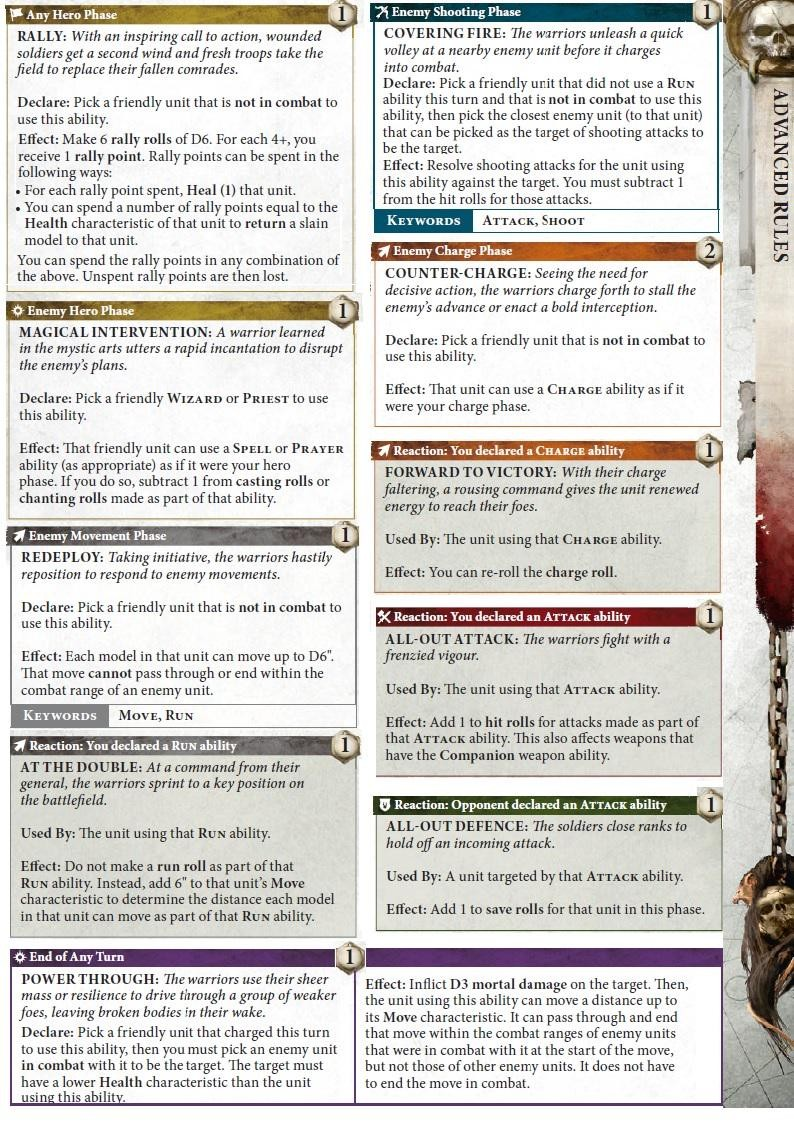 Any Hero Phase
1
RALLY: With an inspiring call to action, wounded
soldiers get a second wind and fresh troops take the
field to replace their fallen comrades.
Declare: Pick a friendly unit that is not in combat to
use this ability.
Effect: Make 6 rally rolls of D6. For each 4+, you
receive 1 rally point. Rally points can be spent in the
following ways:
• For each rally point spent, Heal (1) that unit.
• You can spend a number of rally points equal to the
Health characteristic of that unit to return a slain
model to that unit.
You can spend the rally points in any combination of
the above. Unspent rally points are then lost.
Enemy Hero Phase
1
MAGICAL INTERVENTION: A warrior learned
in the mystic arts utters a rapid incantation to disrupt
the enemy's plans.
Declare: Pick a friendly WIZARD or PRIEST to use
this ability.
Effect: That friendly unit can use a SPELL or PRAYER
ability (as appropriate) as if it were your hero
phase. If you do so, subtract 1 from casting rolls or
chanting rolls made as part of that ability.
Enemy Movement Phase
1
REDEPLOY: Taking initiative, the warriors hastily
reposition to respond to enemy movements.
Declare: Pick a friendly unit that is not in combat to
use this ability.
Effect: Each model in that unit can move up to D6".
That move cannot pass through or end within the
combat range of an enemy unit.
KEYWORDS MOVE, RUN
Reaction: You declared a RUN ability
1
AT THE DOUBLE: At a command from their
general, the warriors sprint to a key position on
the battlefield.
Used By: The unit using that RUN ability.
Effect: Do not make a run roll as part of that
RUN ability. Instead, add 6" to that unit's Move
characteristic to determine the distance each model
in that unit can move as part of that RUN ability.
Enemy Shooting Phase
1
COVERING FIRE: The warriors unleash a quick
volley at a nearby enemy unit before it charges
into combat.
Declare: Pick a friendly unit that did not use a RUN
ability this turn and that is not in combat to use this
ability, then pick the closest enemy unit (to that unit)
that can be picked as the target of shooting attacks to
be the target.
Effect: Resolve shooting attacks for the unit using
this ability against the target. You must subtract 1
from the hit rolls for those attacks.
KEYWORDS ATTACK, SHOOT
Enemy Charge Phase
2
COUNTER-CHARGE: Seeing the need for
decisive action, the warriors charge forth to stall the
enemy's advance or enact a bold interception.
Declare: Pick a friendly unit that is not in combat to
use this ability.
Effect: That unit can use a CHARGE ability as if it
were your charge phase.
Reaction: You declared a CHARGE ability
1
FORWARD TO VICTORY: With their charge
faltering, a rousing command gives the unit renewed
energy to reach their foes.
Used By: The unit using that CHARGE ability.
Effect: You can re-roll the charge roll.
Reaction: You declared an ATTACK ability
1
ALL-OUT ATTACK: The warriors fight with a
frenzied vigour.
Used By: The unit using that ATTACK ability.
Effect: Add 1 to hit rolls for attacks made as part of
that ATTACK ability. This also affects weapons that
have the Companion weapon ability.
Reaction: Opponent declared an ATTACK ability
1
ALL-OUT DEFENCE: The soldiers close ranks to
hold off an incoming attack.
Used By: A unit targeted by that ATTACK ability.
Effect: Add 1 to save rolls for that unit in this phase.
End of Any Turn
1
POWER THROUGH: The warriors use their sheer
mass or resilience to drive through a group of weaker
foes, leaving broken bodies in their wake.
Declare: Pick a friendly unit that charged this turn
to use this ability, then you must pick an enemy unit
in combat with it to be the target. The target must
have a lower Health characteristic than the unit
using this ability.
Effect: Inflict D3 mortal damage on the target. Then,
the unit using this ability can move a distance up to
its Move characteristic. It can pass through and end
that move within the combat ranges of enemy units
that were in combat with it at the start of the move,
but not those of other enemy units. It does not have
to end the move in combat.
ADVANCED RULES